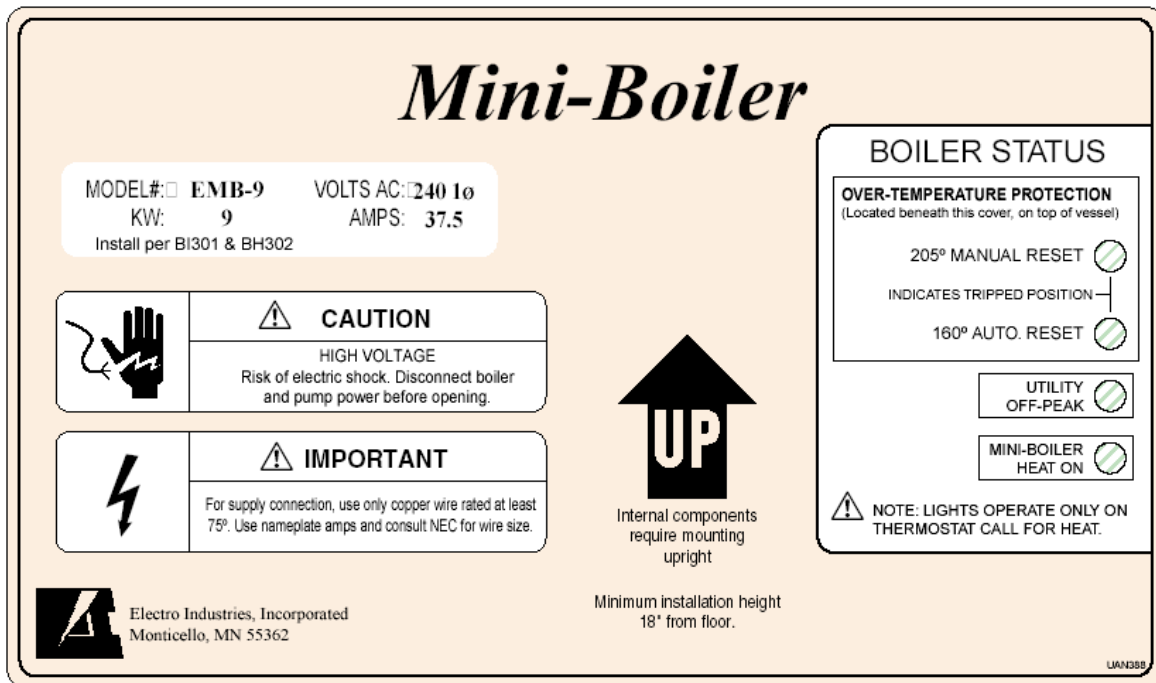 Mini-Boiler
MODEL#: EMB-9 VOLTS AC: 240 1ø
KW: 9 AMPS: 37.5
Install per BI301 & BH302
⚠ CAUTION
HIGH VOLTAGE
Risk of electric shock. Disconnect boiler
and pump power before opening.
⚠ IMPORTANT
For supply connection, use only copper wire rated at least
75º. Use nameplate amps and consult NEC for wire size.
Electro Industries, Incorporated
Monticello, MN 55362
UP
Internal components
require mounting
upright
Minimum installation height
18" from floor.
BOILER STATUS
OVER-TEMPERATURE PROTECTION
(Located beneath this cover, on top of vessel)
205º MANUAL RESET
INDICATES TRIPPED POSITION
160º AUTO. RESET
UTILITY
OFF-PEAK
MINI-BOILER
HEAT ON
⚠ NOTE: LIGHTS OPERATE ONLY ON
THERMOSTAT CALL FOR HEAT.
UAN388